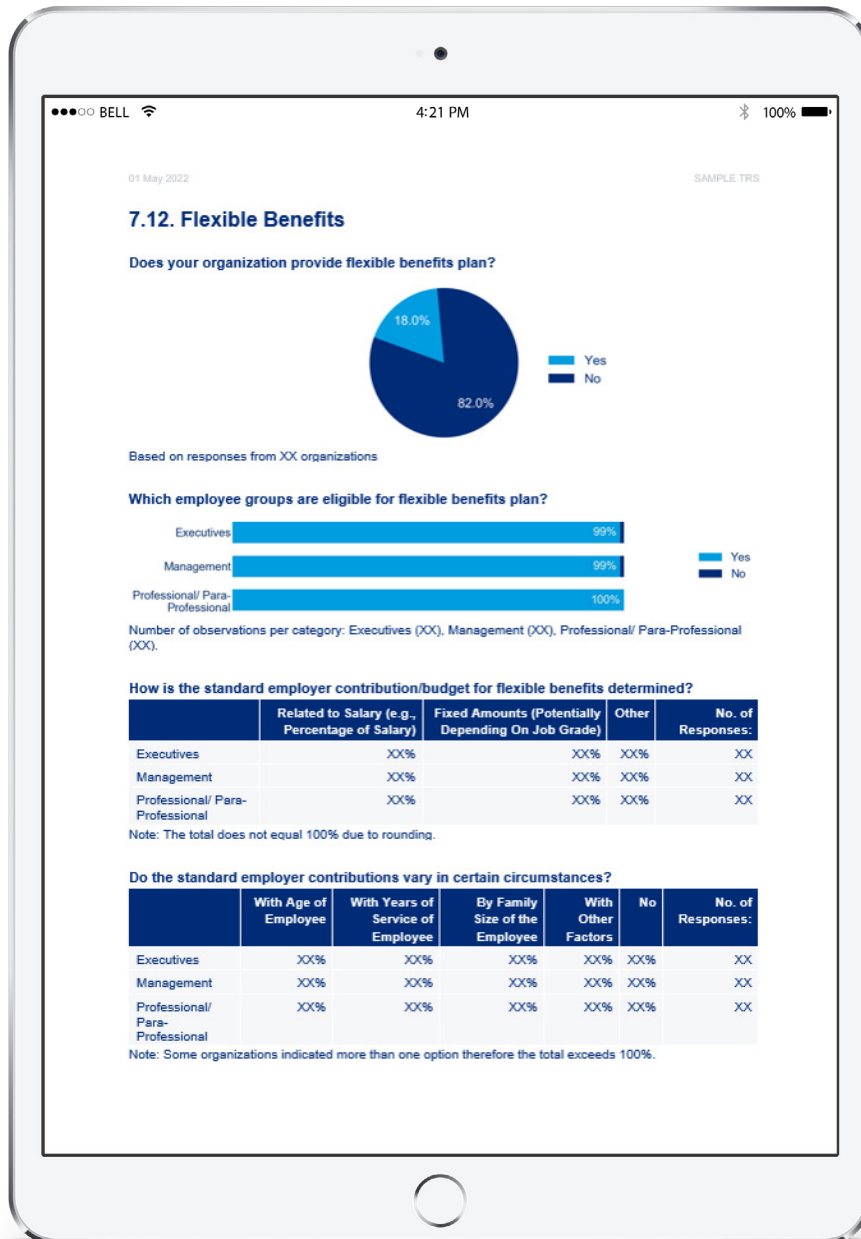 BELL
4:21 PM
100%
01 May 2022
SAMPLE TRS
7.12. Flexible Benefits
Does your organization provide flexible benefits plan?
18.0%
82.0%
Yes
No
Based on responses from XX organizations
Which employee groups are eligible for flexible benefits plan?
Executives
99%
Management
99%
Professional/ Para-
Professional
100%
Yes
No
Number of observations per category: Executives (XX), Management (XX), Professional/ Para-Professional
(XX).
How is the standard employer contribution/budget for flexible benefits determined?
Related to Salary (e.g.,
Percentage of Salary)
Fixed Amounts (Potentially
Depending On Job Grade)
Other
No. of
Responses:
Executives XX% XX% XX% XX
Management XX% XX% XX% XX
Professional/ Para- XX% XX% XX% XX
Professional
Note: The total does not equal 100% due to rounding.
Do the standard employer contributions vary in certain circumstances?
With Age of
Employee
With Years of
Service of
Employee
By Family
Size of the
Employee
With
Other
Factors
No
No. of
Responses:
Executives XX% XX% XX% XX% XX% XX
Management XX% XX% XX% XX% XX% XX
Professional/ XX% XX% XX% XX% XX% XX
Para-
Professional
Note: Some organizations indicated more than one option therefore the total exceeds 100%.